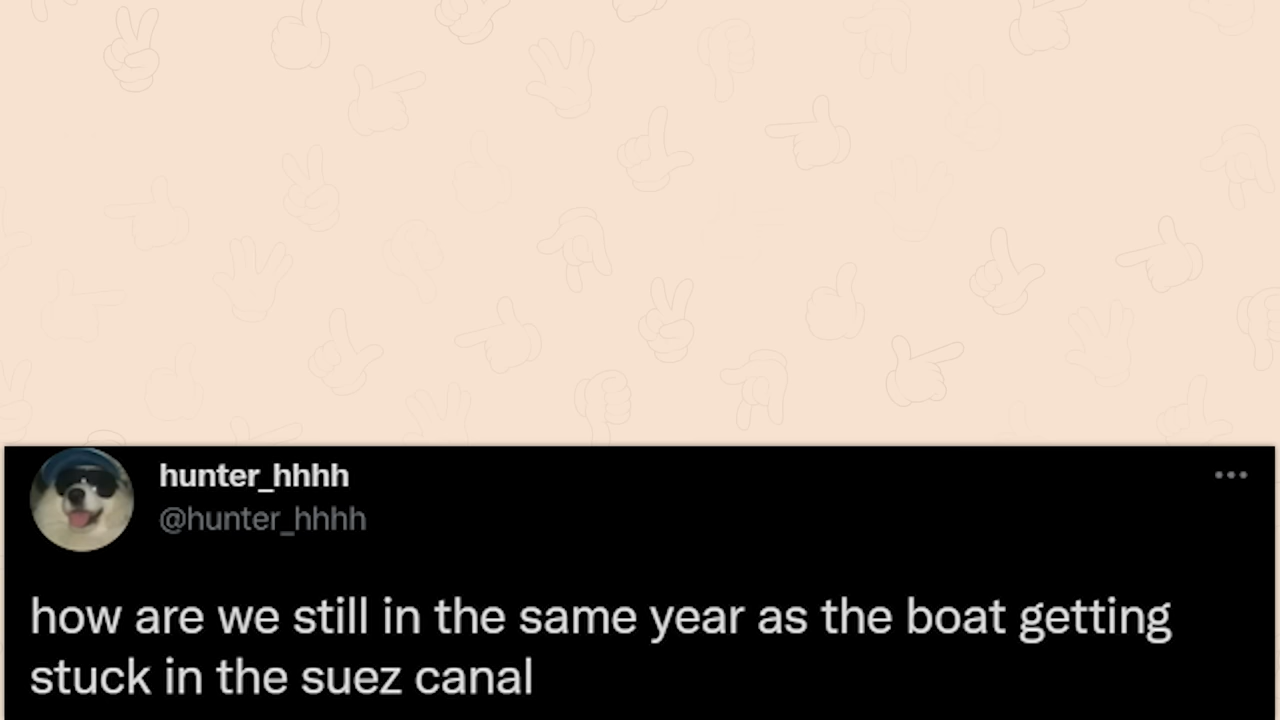 hunter_hhhh
@hunter_hhhh
how are we still in the same year as the boat getting
stuck in the suez canal